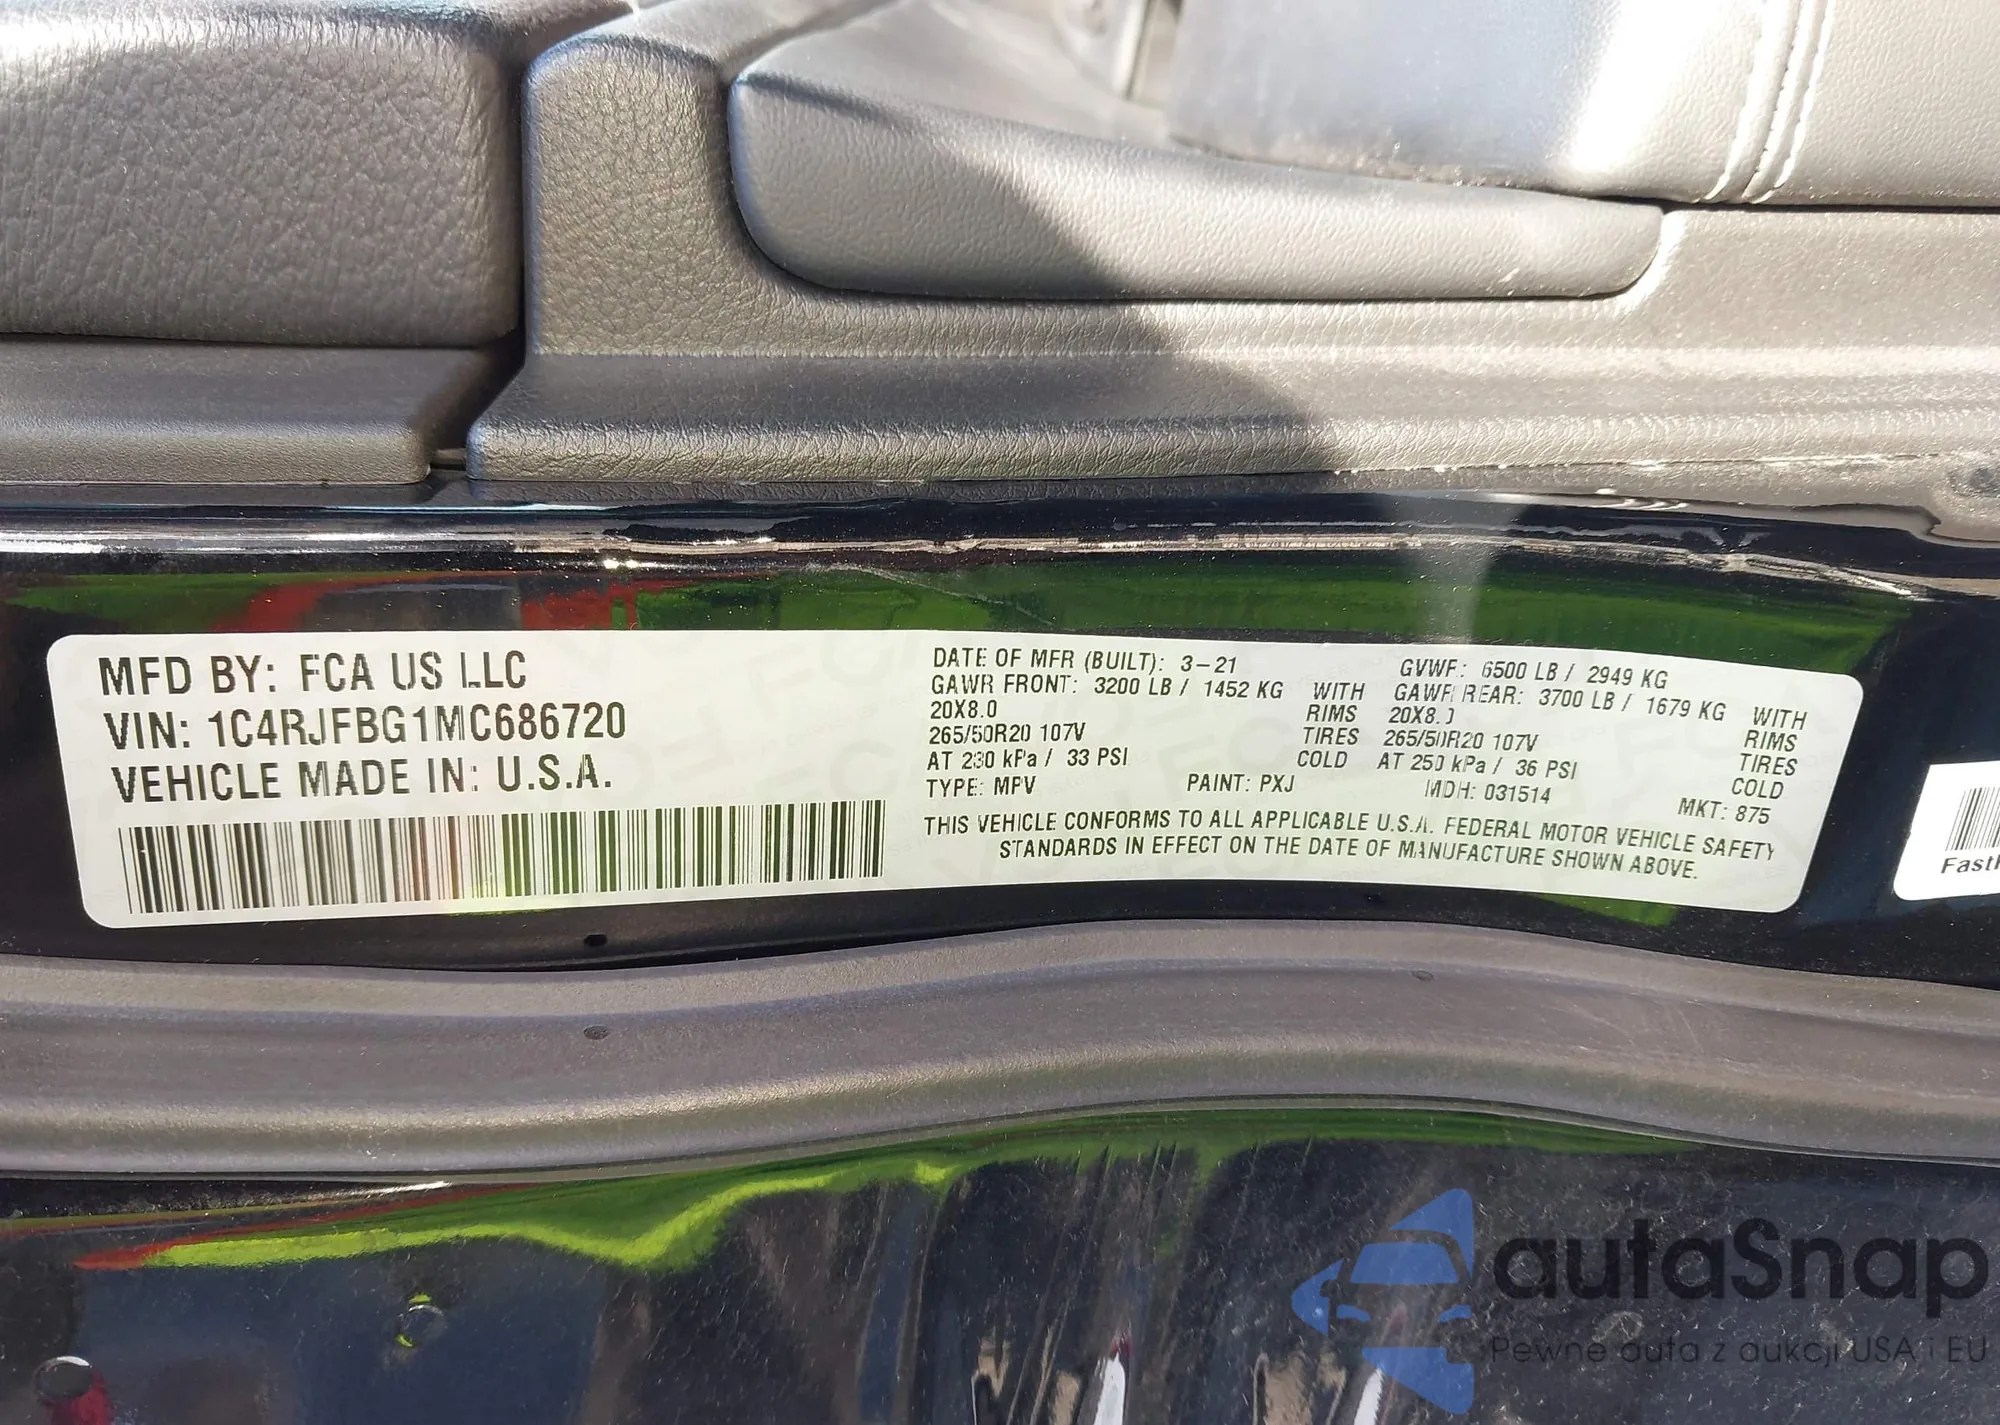 MFD BY: FCA US LLC
VIN: 1C4RJFBG1MC686720
VEHICLE MADE IN: U.S.A.
DATE OF MFR (BUILT): 3-21 GVWR: 6500 LB / 2949 KG
GAWR FRONT: 3200 LB / 1452 KG WITH GAWR REAR: 3700 LB / 1679 KG WITH
20X8.0 RIMS 20X8.0 RIMS
265/50R20 107V TIRES 265/50R20 107V TIRES
AT 230 kPa / 33 PSI COLD AT 250 kPa / 36 PSI COLD
TYPE: MPV PAINT: PXJ MDH: 031514 MKT: 875
THIS VEHICLE CONFORMS TO ALL APPLICABLE U.S.A. FEDERAL MOTOR VEHICLE SAFETY
STANDARDS IN EFFECT ON THE DATE OF MANUFACTURE SHOWN ABOVE.
autaSnap
Pewne auta z aukcji USA i EU